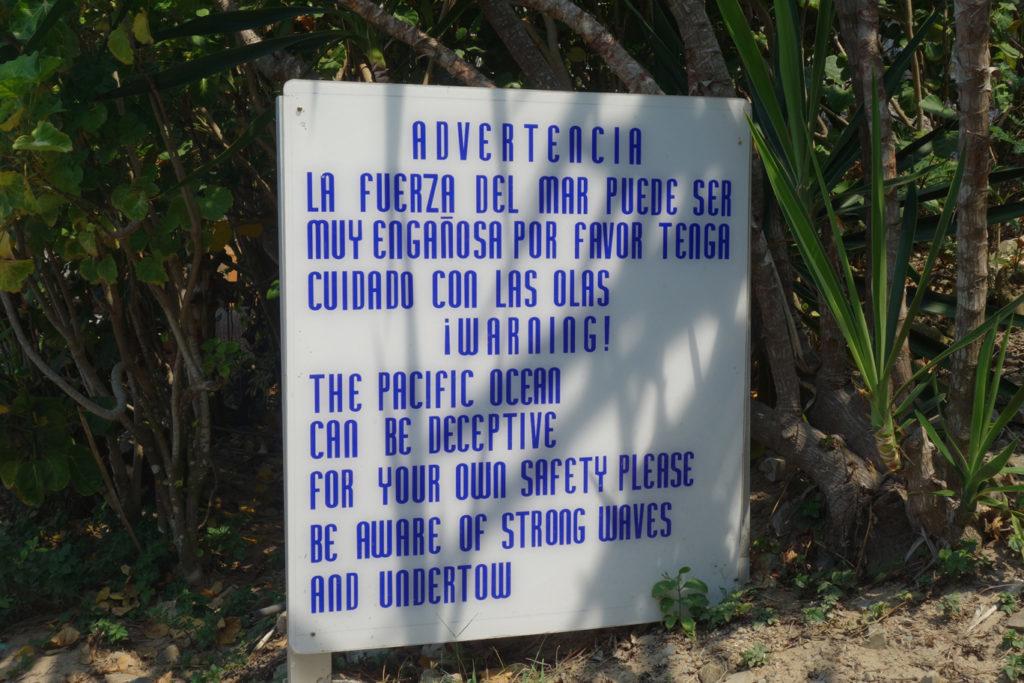 ADVERTENCIA
LA FUERZA DEL MAR PUEDE SER
MUY ENGAÑOSA POR FAVOR TENGA
CUIDADO CON LAS OLAS
¡WARNING!
THE PACIFIC OCEAN
CAN BE DECEPTIVE
FOR YOUR OWN SAFETY PLEASE
BE AWARE OF STRONG WAVES
AND UNDERTOW